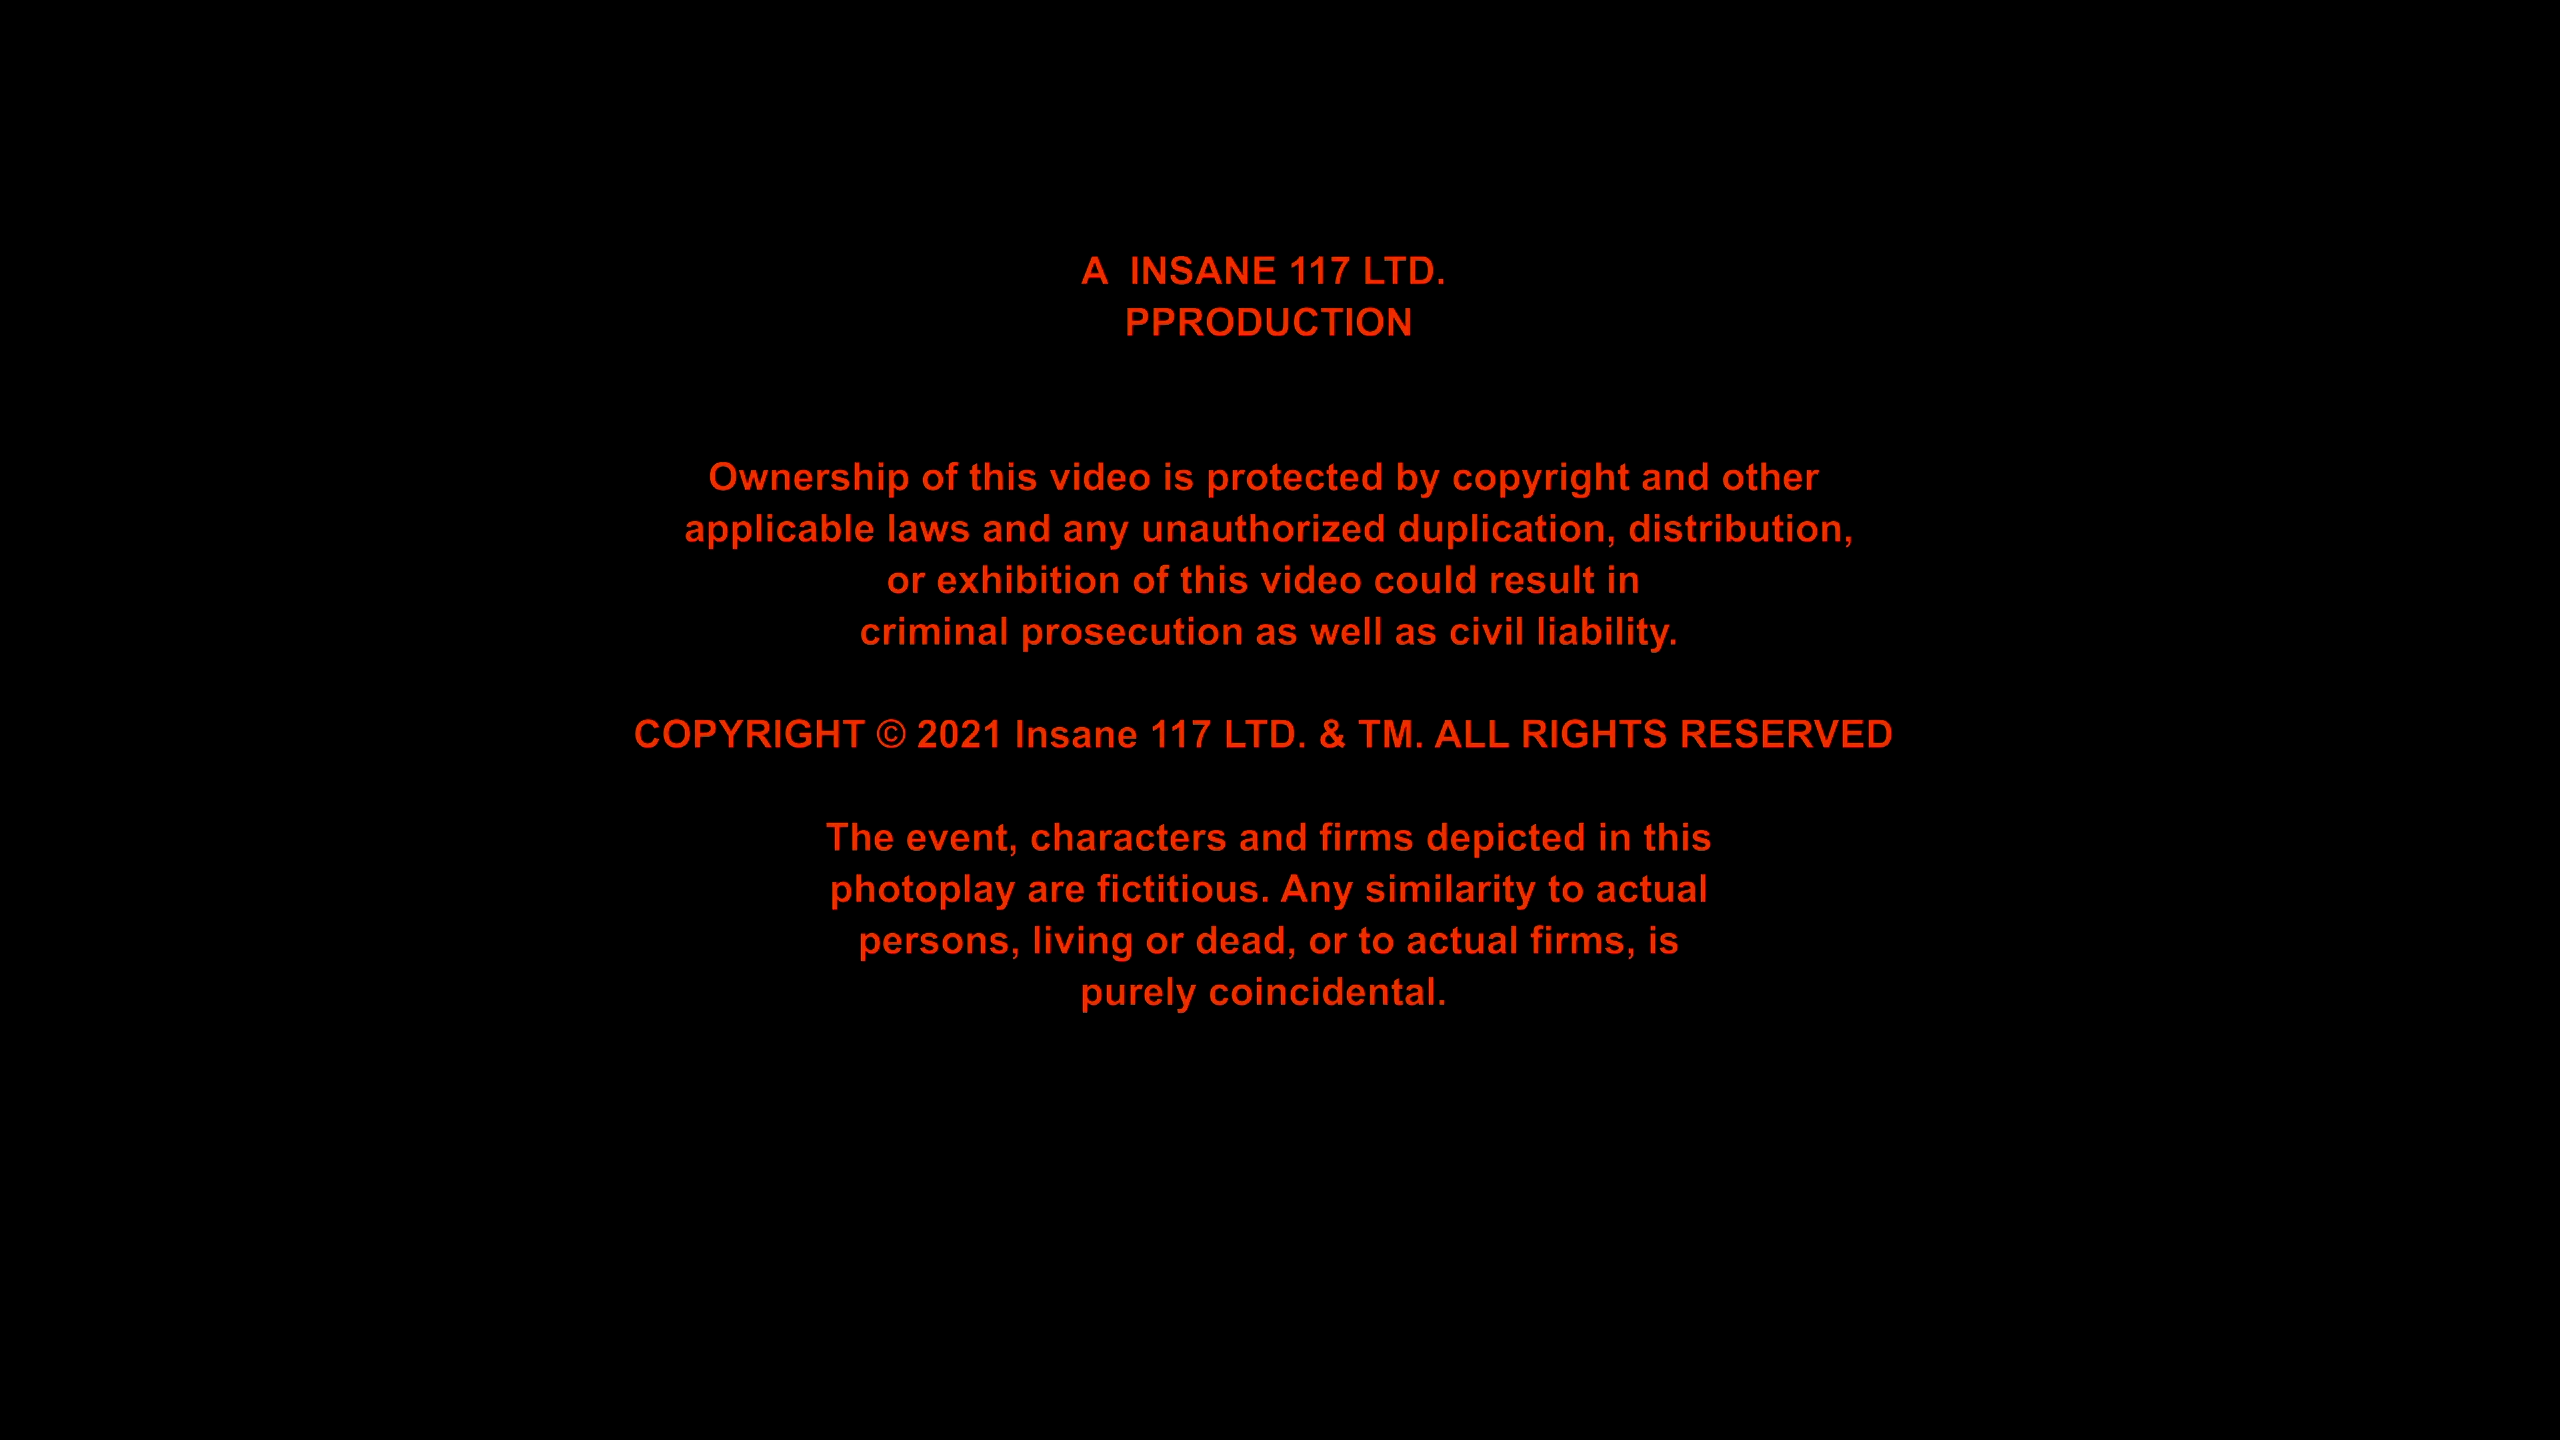 A  INSANE 117 LTD.
PPRODUCTION
Ownership of this video is protected by copyright and other
applicable laws and any unauthorized duplication, distribution,
or exhibition of this video could result in
criminal prosecution as well as civil liability.
COPYRIGHT © 2021 Insane 117 LTD. & TM. ALL RIGHTS RESERVED
The event, characters and firms depicted in this
photoplay are fictitious. Any similarity to actual
persons, living or dead, or to actual firms, is
purely coincidental.